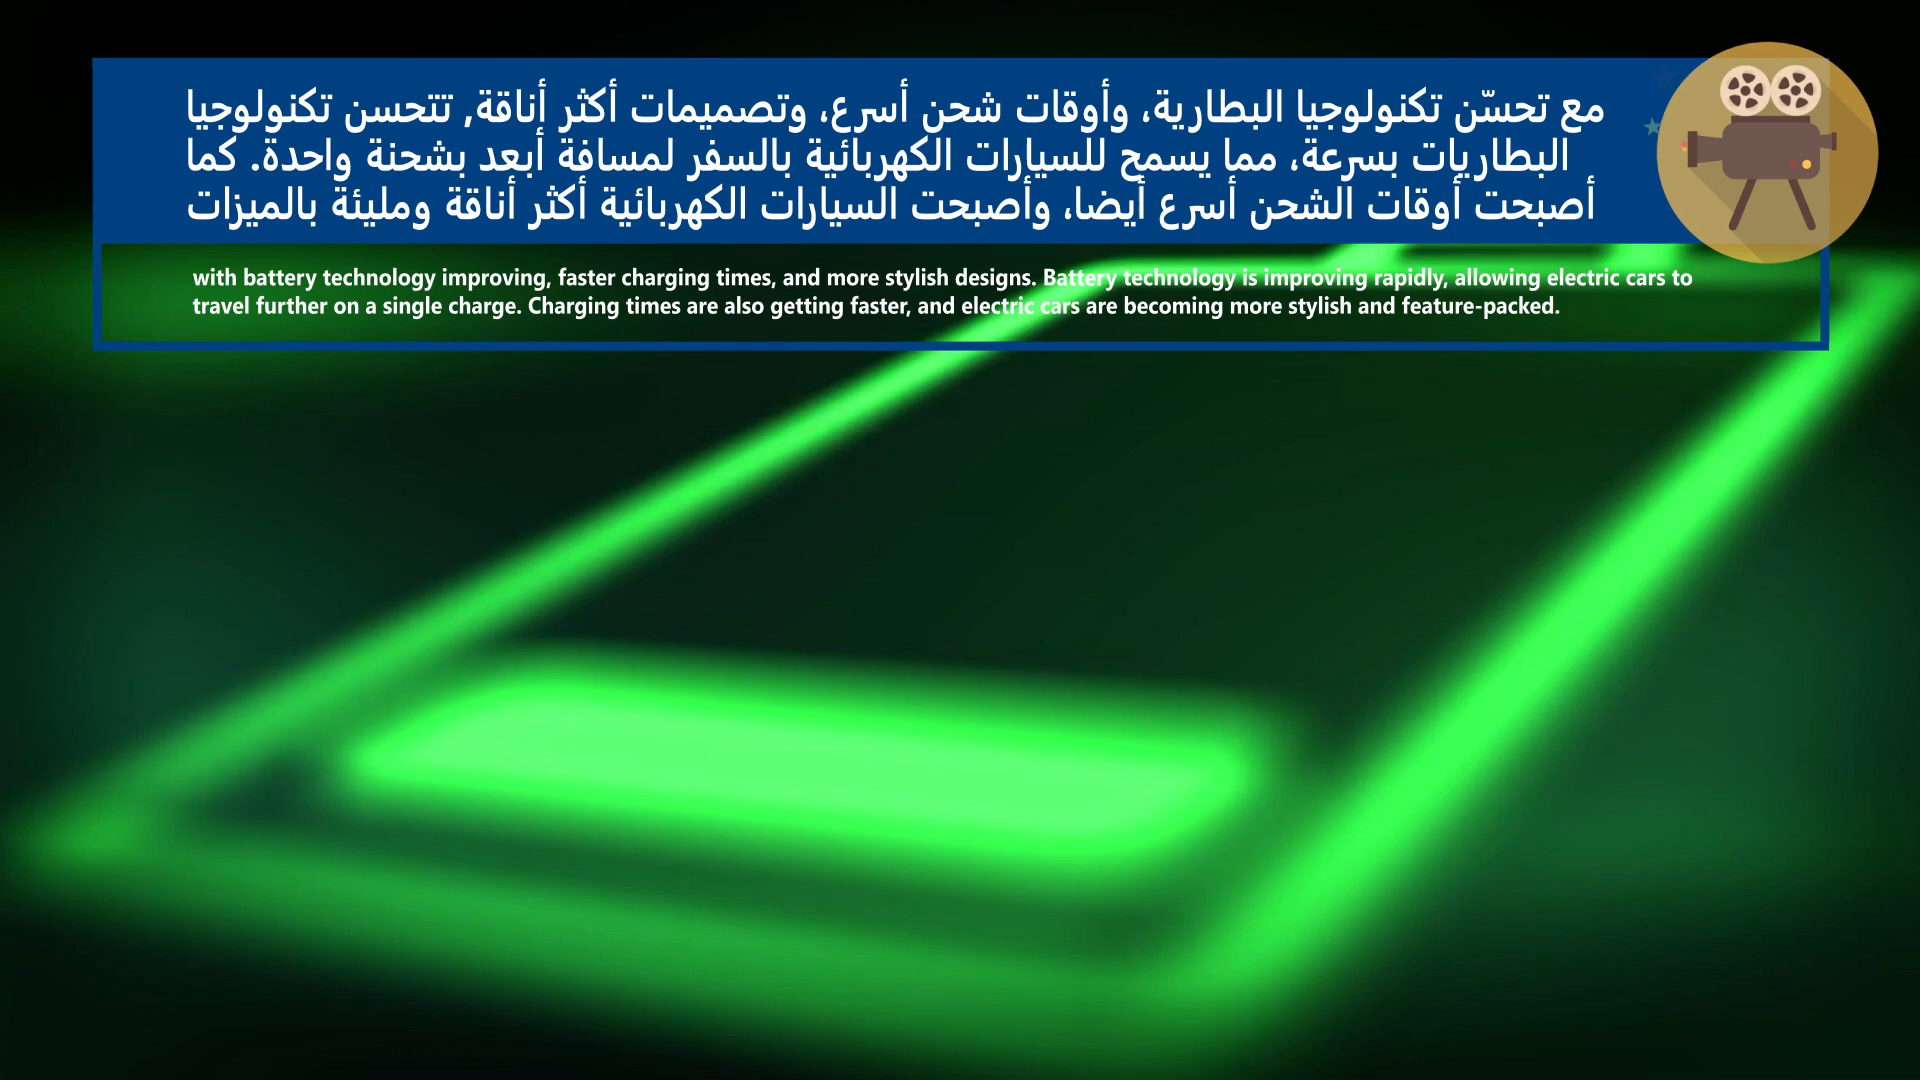 مع تحسّن تكنولوجيا البطارية، وأوقات شحن أسرع، وتصميمات أكثر أناقة, تتحسن تكنولوجيا
البطاريات بسرعة، مما يسمح للسيارات الكهربائية بالسفر لمسافة أبعد بشحنة واحدة. كما
أصبحت أوقات الشحن أسرع أيضا، وأصبحت السيارات الكهربائية أكثر أناقة ومليئة بالميزات
with battery technology improving, faster charging times, and more stylish designs. Battery technology is improving rapidly, allowing electric cars to
travel further on a single charge. Charging times are also getting faster, and electric cars are becoming more stylish and feature-packed.